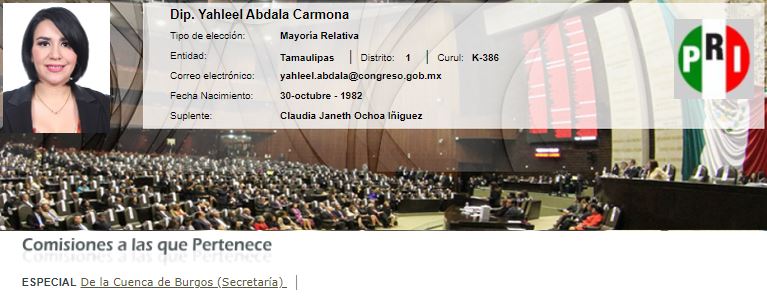 Dip. Yahleel Abdala Carmona
Tipo de elección: Mayoría Relativa
Entidad: Tamaulipas | Distrito: 1 | Curul: K-386
Correo electrónico: yahleel.abdala@congreso.gob.mx
Fecha Nacimiento: 30-octubre - 1982
Suplente: Claudia Janeth Ochoa Iñiguez
PRI
Comisiones a las que Pertenece
ESPECIAL De la Cuenca de Burgos (Secretaría) |